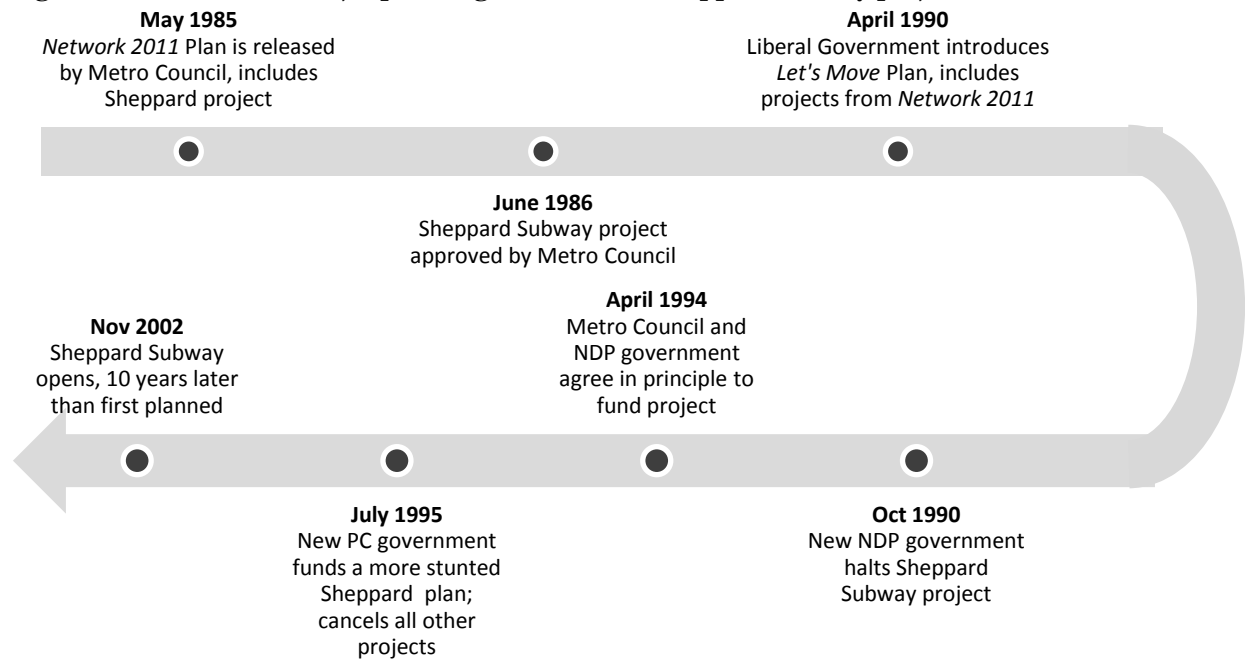 May 1985
Network 2011 Plan is released
by Metro Council, includes
Sheppard project
June 1986
Sheppard Subway project
approved by Metro Council
April 1990
Liberal Government introduces
Let's Move Plan, includes
projects from Network 2011
Oct 1990
New NDP government
halts Sheppard
Subway project
April 1994
Metro Council and
NDP government
agree in principle to
fund project
July 1995
New PC government
funds a more stunted
Sheppard plan;
cancels all other
projects
Nov 2002
Sheppard Subway
opens, 10 years later
than first planned